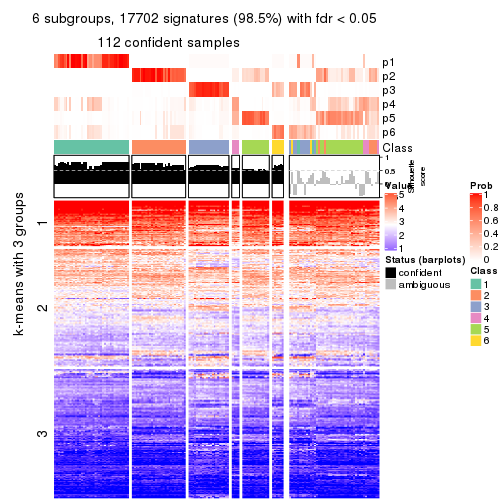 6 subgroups, 17702 signatures (98.5%) with fdr < 0.05
112 confident samples
p1
p2
p3
p4
p5
p6
Class
1
0.5
0
Silhouette
score
k-means with 3 groups
1
2
3
Value
5
4
3
2
1
Status (barplots)
confident
ambiguous
Prob
1
0.8
0.6
0.4
0.2
0
Class
1
2
3
4
5
6